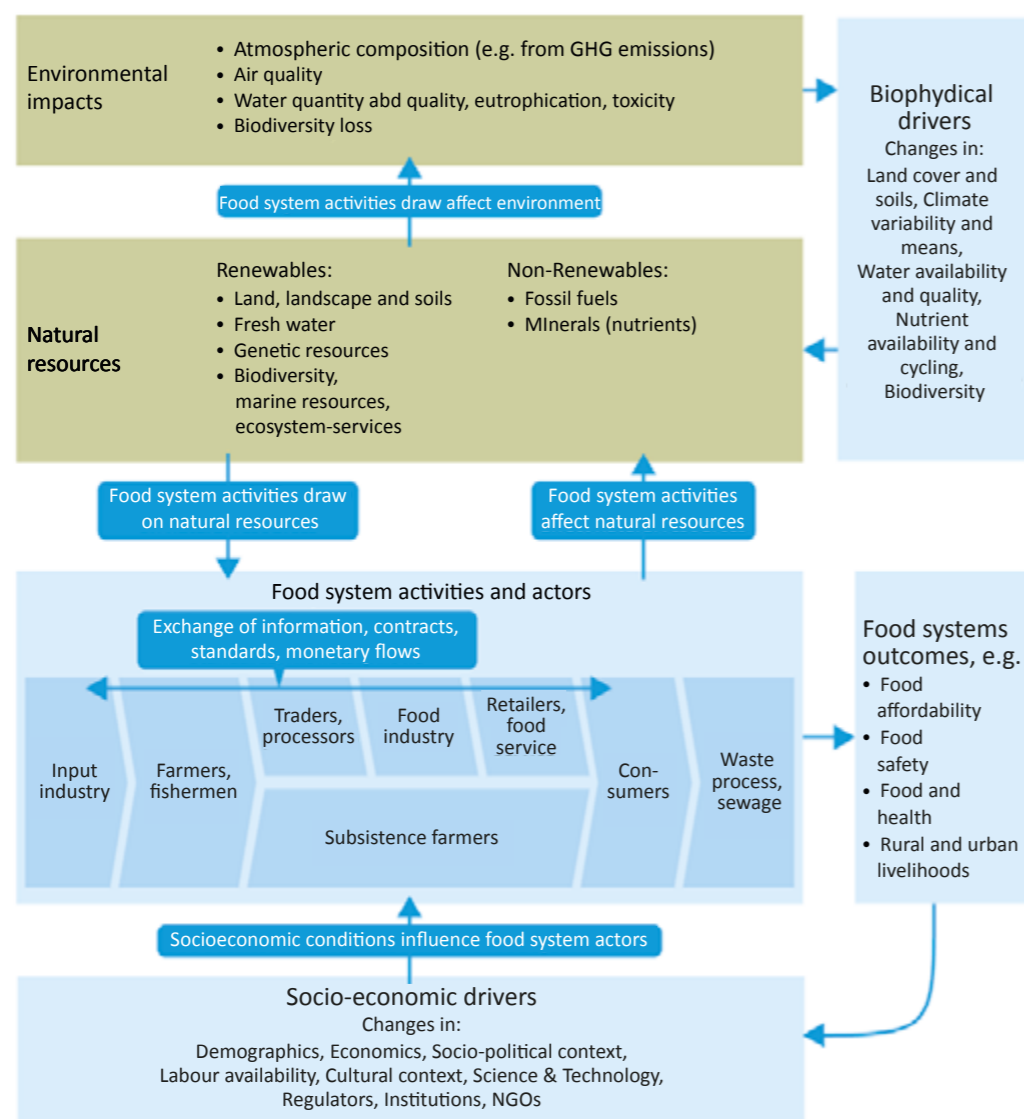 Environmental
impacts
• Atmospheric composition (e.g. from GHG emissions)
• Air quality
• Water quantity abd quality, eutrophication, toxicity
• Biodiversity loss
Biophydical
drivers
Changes in:
Land cover and
soils, Climate
variability and
means,
Water availability
and quality,
Nutrient
availability and
cycling,
Biodiversity
Food system activities draw affect environment
Natural
resources
Renewables:
• Land, landscape and soils
• Fresh water
• Genetic resources
• Biodiversity,
marine resources,
ecosystem-services
Non-Renewables:
• Fossil fuels
• MInerals (nutrients)
Food system activities draw
on natural resources
Food system activities
affect natural resources
Food system activities and actors
Exchange of information, contracts,
standards, monetary flows
Input
industry
Farmers,
fishermen
Traders,
processors
Food
industry
Retailers,
food
service
Subsistence farmers
Con-
sumers
Waste
process,
sewage
Food systems
outcomes, e.g.
• Food
affordability
• Food
safety
• Food and
health
• Rural and urban
livelihoods
Socioeconomic conditions influence food system actors
Socio-economic drivers
Changes in:
Demographics, Economics, Socio-political context,
Labour availability, Cultural context, Science & Technology,
Regulators, Institutions, NGOs